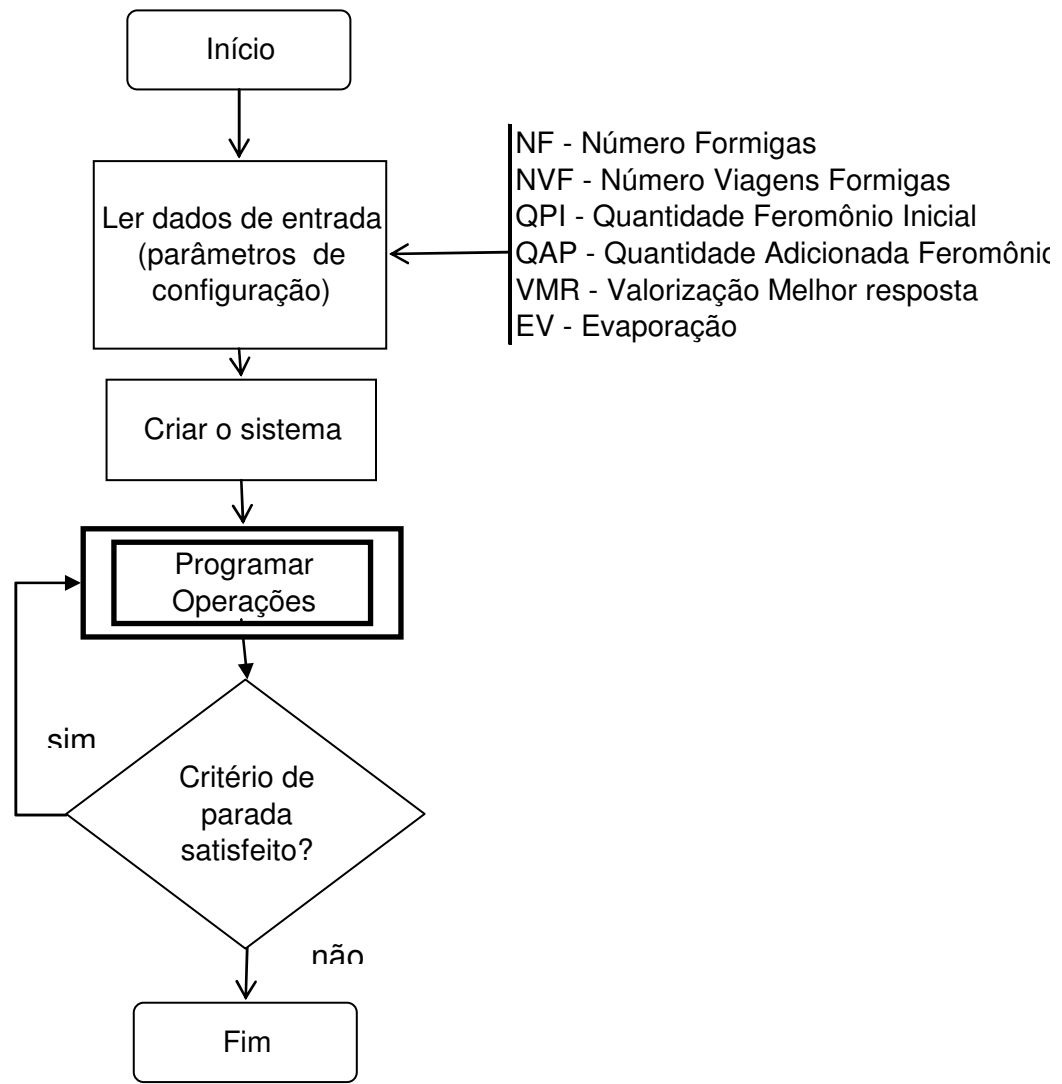 Início
NF - Número Formigas
NVF - Número Viagens Formigas
QPI - Quantidade Feromônio Inicial
QAP - Quantidade Adicionada Feromônio
VMR - Valorização Melhor resposta
EV - Evaporação
Ler dados de entrada
(parâmetros de
configuração)
Criar o sistema
Programar
Operações
sim
Critério de
parada
satisfeito?
não
Fim